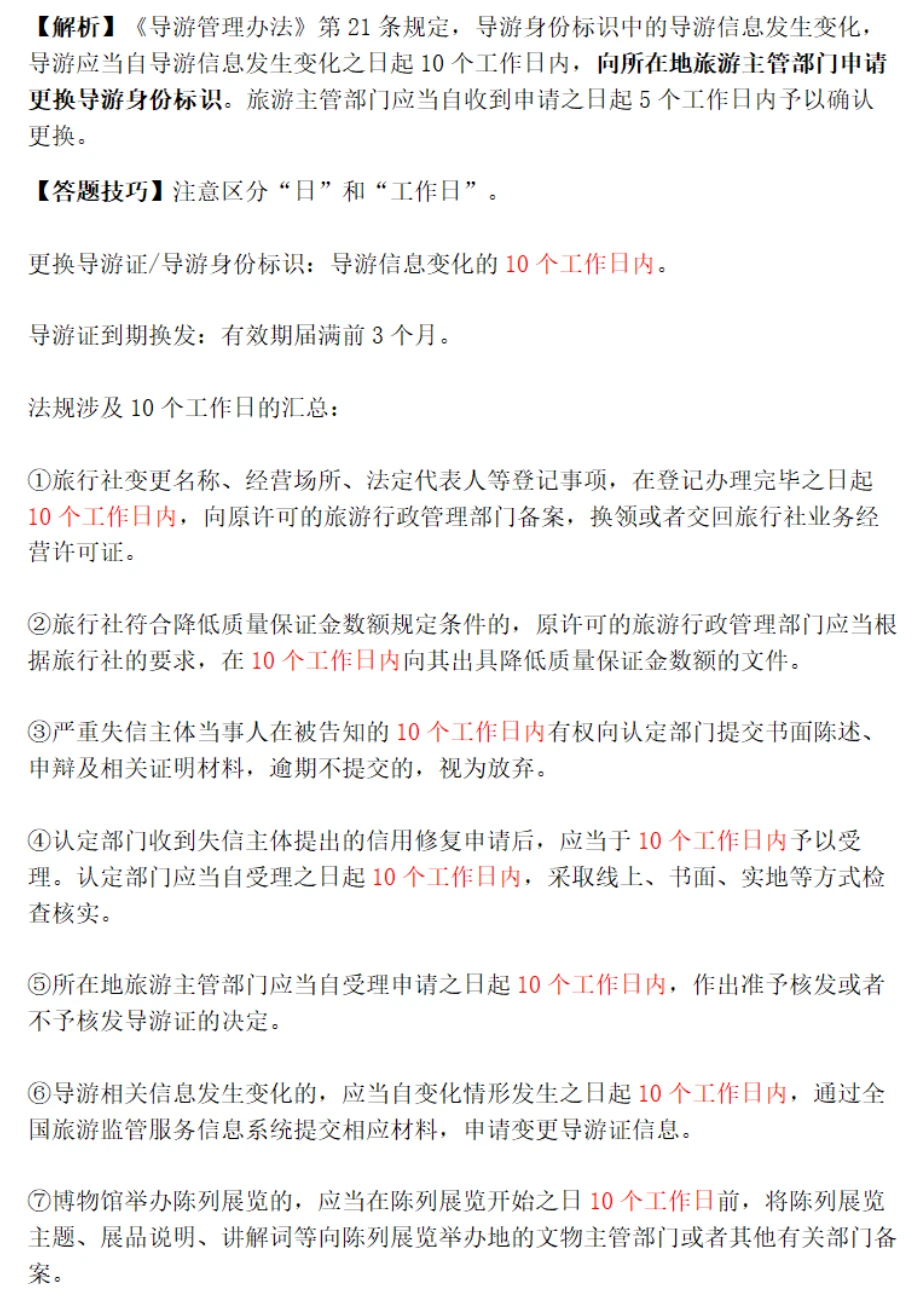 【解析】《导游管理办法》第 21 条规定，导游身份标识中的导游信息发生变化，
导游应当自导游信息发生变化之日起 10 个工作日内，向所在地旅游主管部门申请
更换导游身份标识。旅游主管部门应当自收到申请之日起 5 个工作日内予以确认
更换。
【答题技巧】注意区分“日”和“工作日”。
更换导游证/导游身份标识：导游信息变化的 10 个工作日内。
导游证到期换发：有效期届满前 3 个月。
法规涉及 10 个工作日的汇总：
①旅行社变更名称、经营场所、法定代表人等登记事项，在登记办理完毕之日起
10 个工作日内，向原许可的旅游行政管理部门备案，换领或者交回旅行社业务经
营许可证。
②旅行社符合降低质量保证金数额规定条件的，原许可的旅游行政管理部门应当根
据旅行社的要求，在 10 个工作日内向其出具降低质量保证金数额的文件。
③严重失信主体当事人在被告知的 10 个工作日内有权向认定部门提交书面陈述、
申辩及相关证明材料，逾期不提交的，视为放弃。
④认定部门收到失信主体提出的信用修复申请后，应当于 10 个工作日内予以受
理。认定部门应当自受理之日起 10 个工作日内，采取线上、书面、实地等方式检
查核实。
⑤所在地旅游主管部门应当自受理申请之日起 10 个工作日内，作出准予核发或者
不予核发导游证的决定。
⑥导游相关信息发生变化的，应当自变化情形发生之日起 10 个工作日内，通过全
国旅游监管服务信息系统提交相应材料，申请变更导游证信息。
⑦博物馆举办陈列展览的，应当在陈列展览开始之日 10 个工作日前，将陈列展览
主题、展品说明、讲解词等向陈列展览举办地的文物主管部门或者其他有关部门备
案。